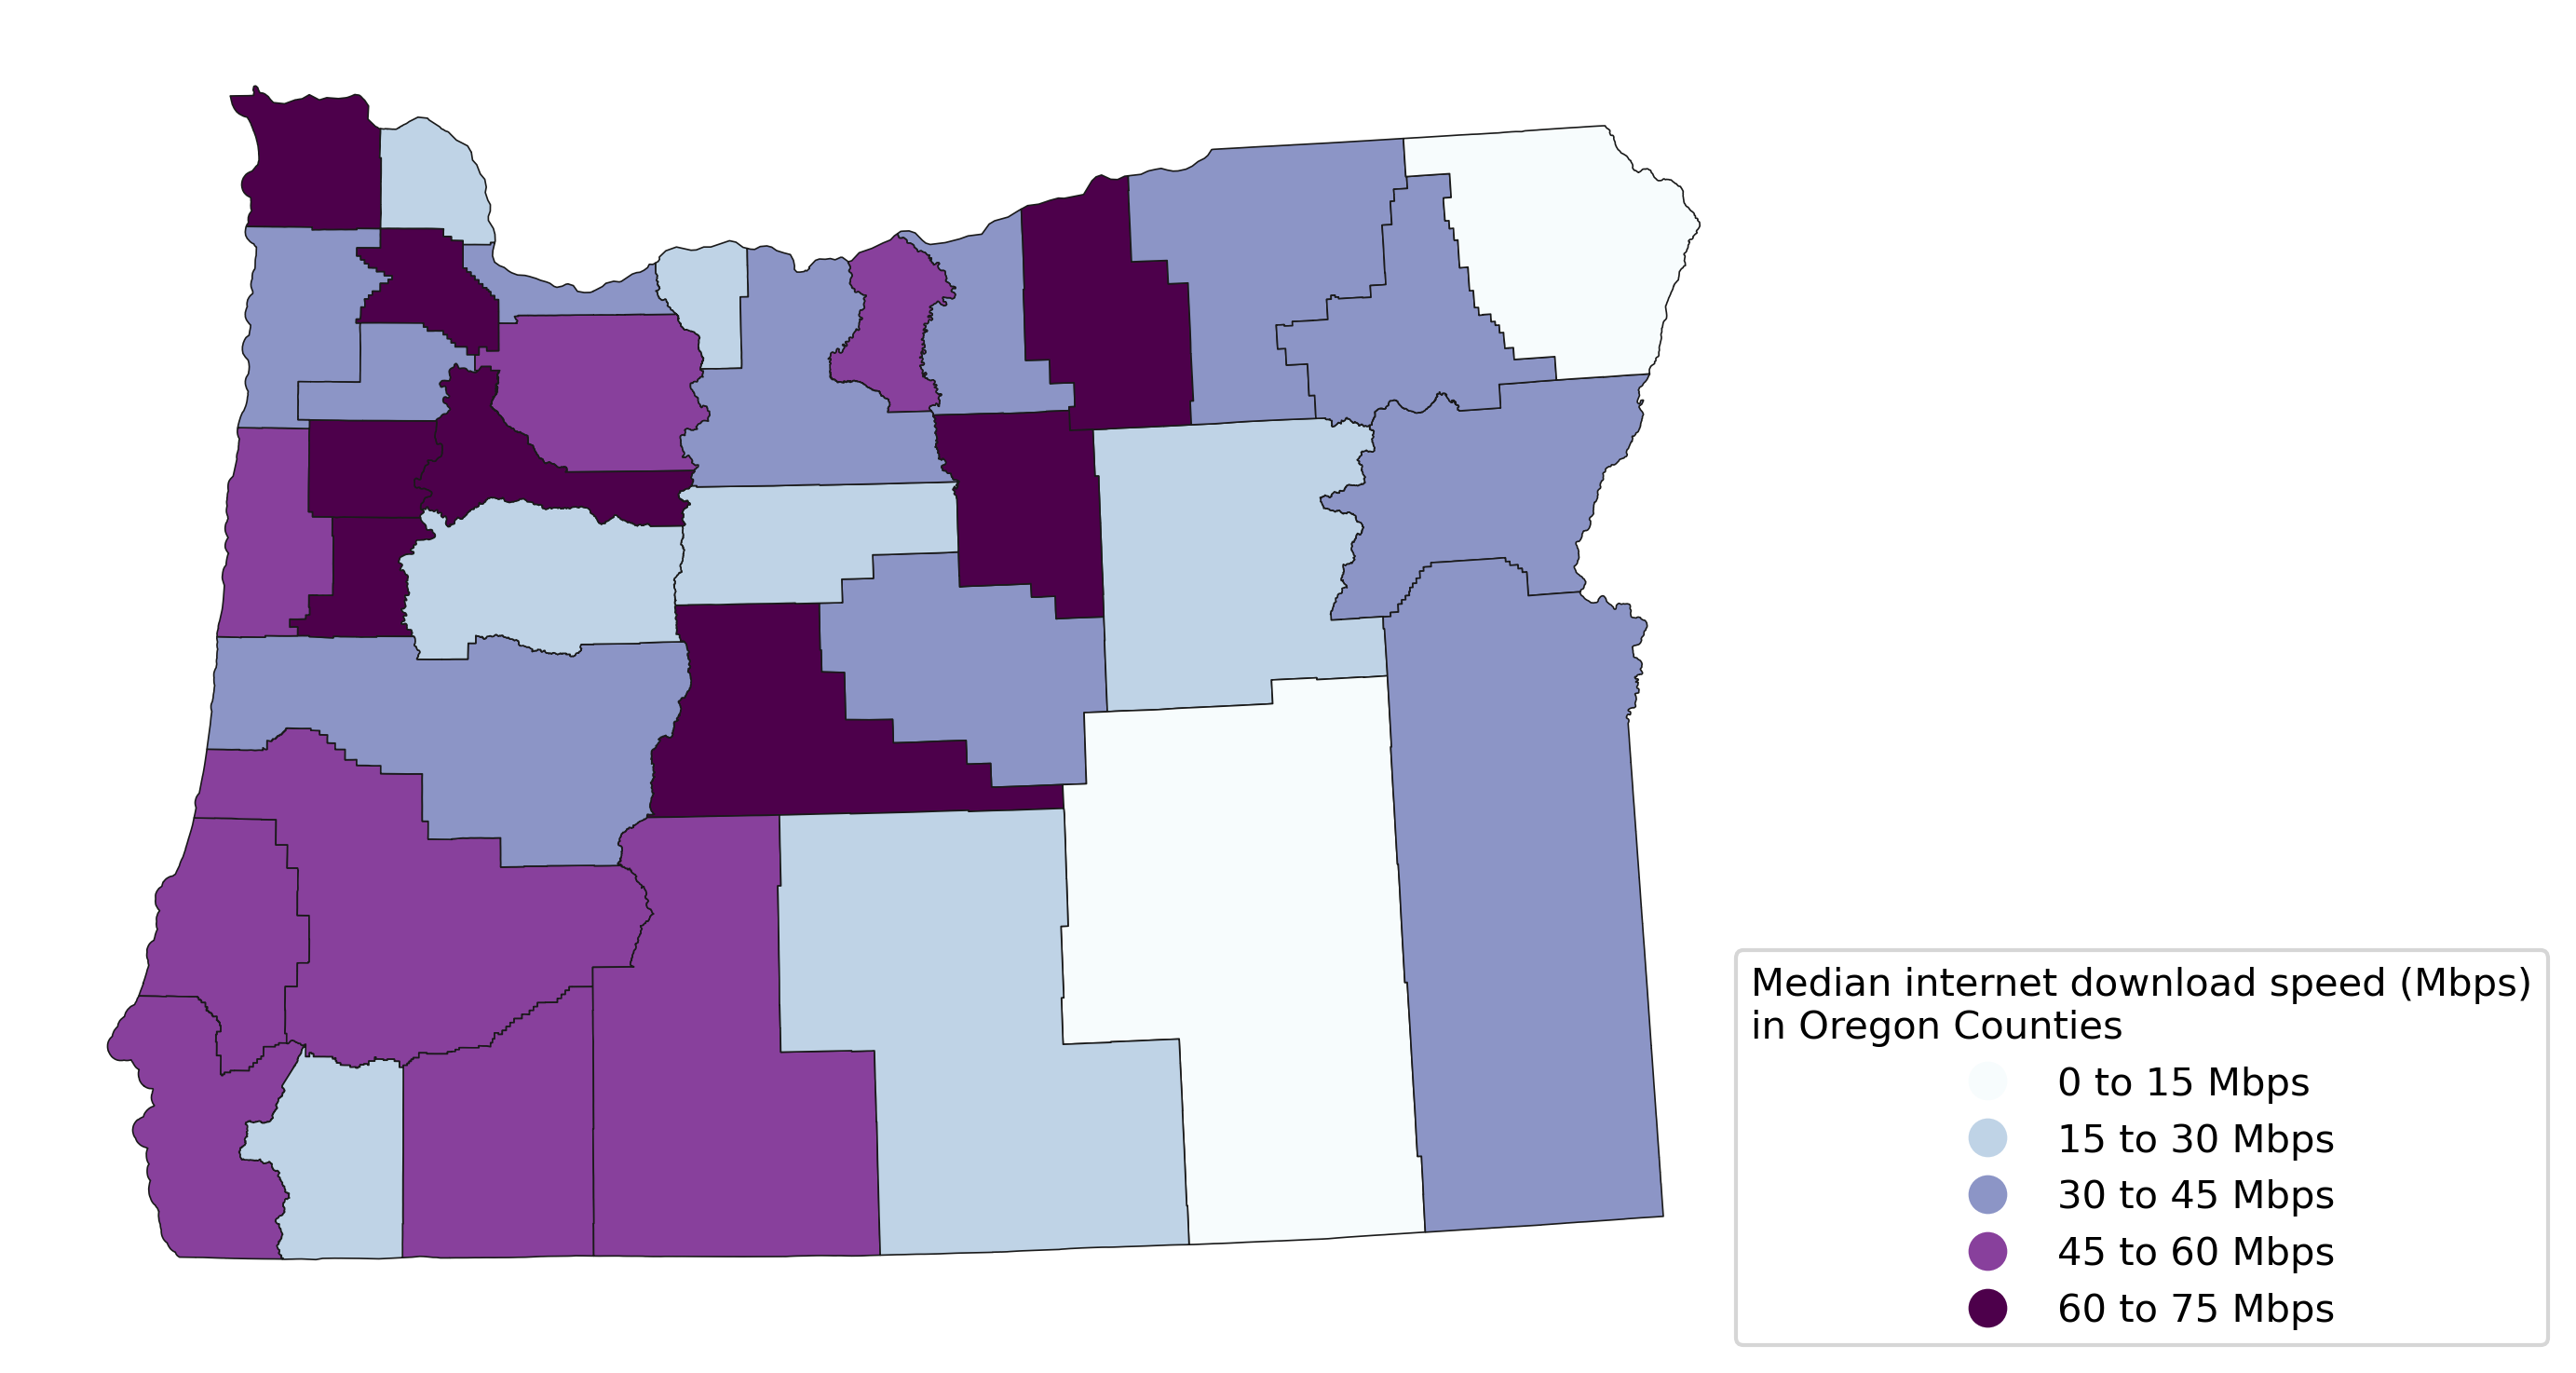 Median internet download speed (Mbps)
in Oregon Counties
0 to 15 Mbps
15 to 30 Mbps
30 to 45 Mbps
45 to 60 Mbps
60 to 75 Mbps